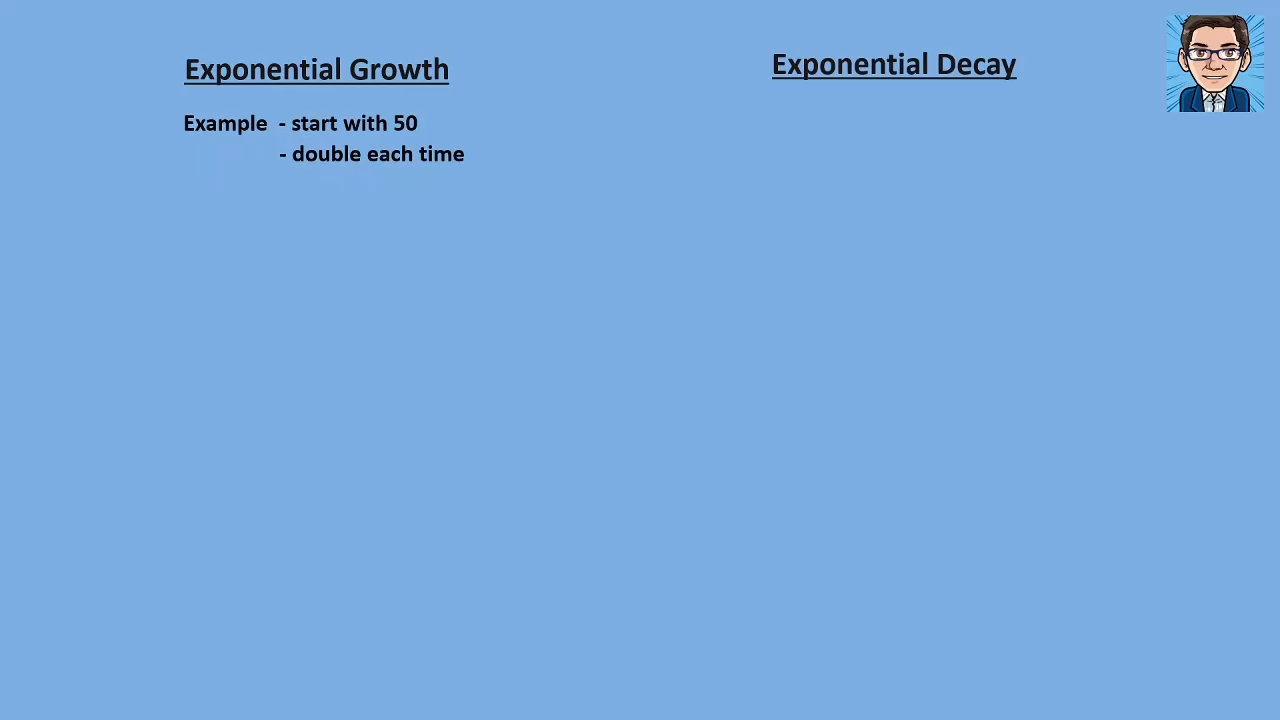 Exponential Growth
Example - start with 50
- double each time
Exponential Decay